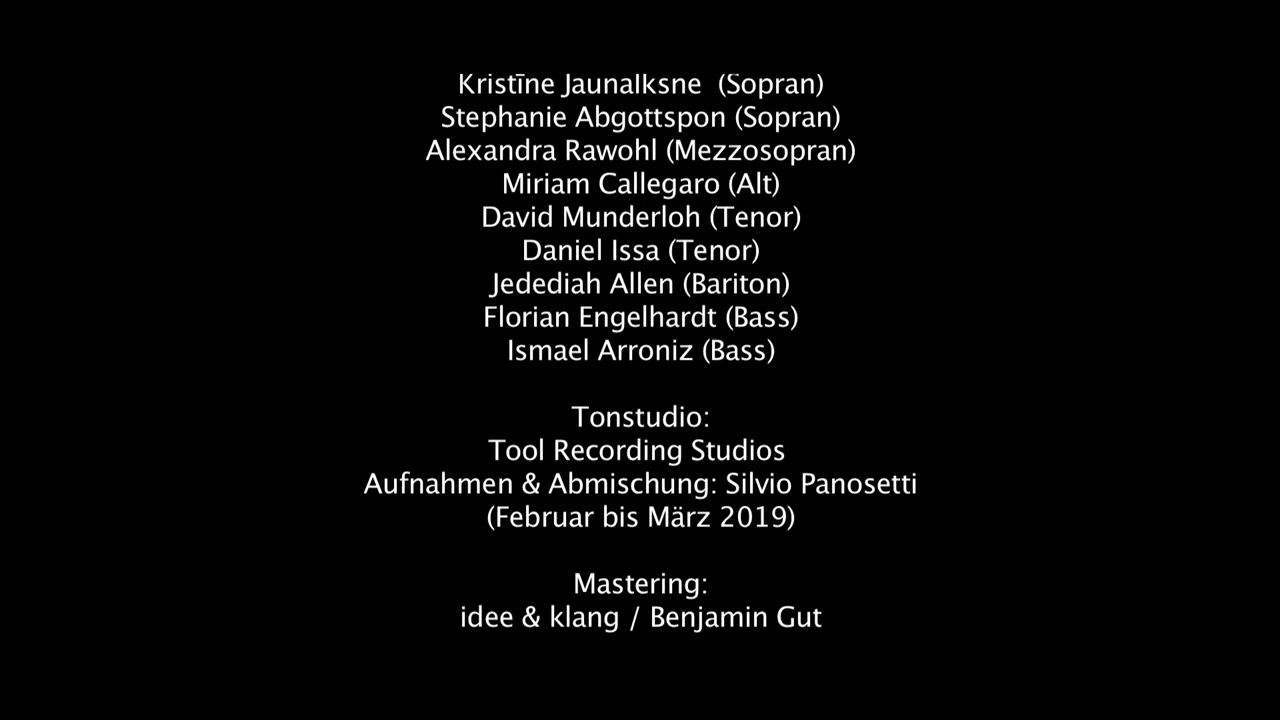 Kristīne Jaunalksne (Sopran)
Stephanie Abgottspon (Sopran)
Alexandra Rawohl (Mezzosopran)
Miriam Callegaro (Alt)
David Munderloh (Tenor)
Daniel Issa (Tenor)
Jedediah Allen (Bariton)
Florian Engelhardt (Bass)
Ismael Arroniz (Bass)
Tonstudio:
Tool Recording Studios
Aufnahmen & Abmischung: Silvio Panosetti
(Februar bis März 2019)
Mastering:
idee & klang / Benjamin Gut